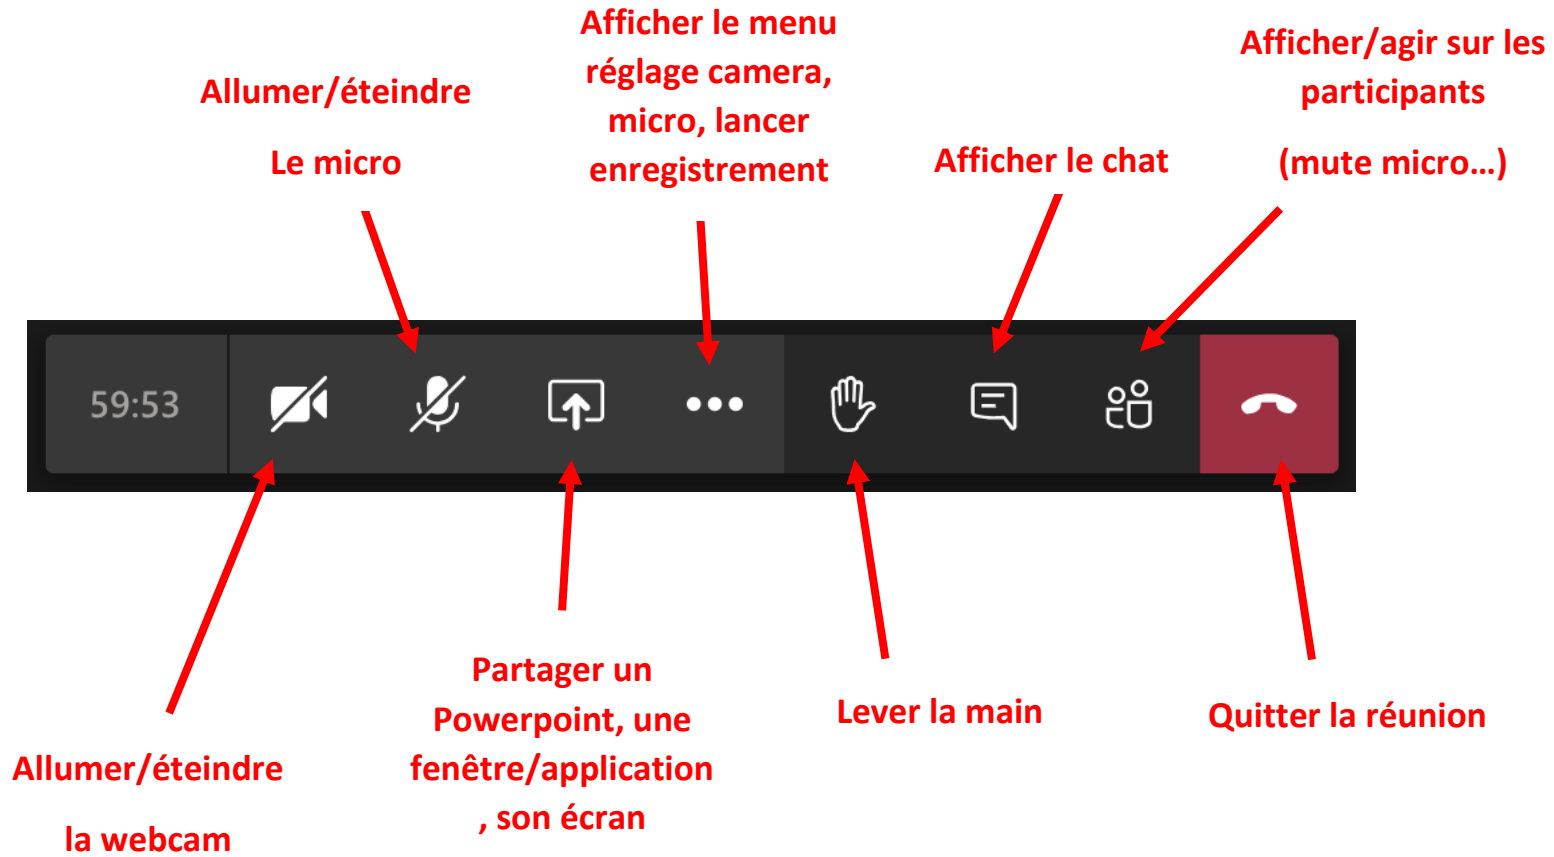 Afficher le menu
réglage camera,
micro, lancer
enregistrement
Allumer/éteindre
Le micro
Afficher le chat
Afficher/agir sur les
participants
(mute micro…)
59:53
Allumer/éteindre
la webcam
Partager un
Powerpoint, une
fenêtre/application
, son écran
Lever la main
Quitter la réunion